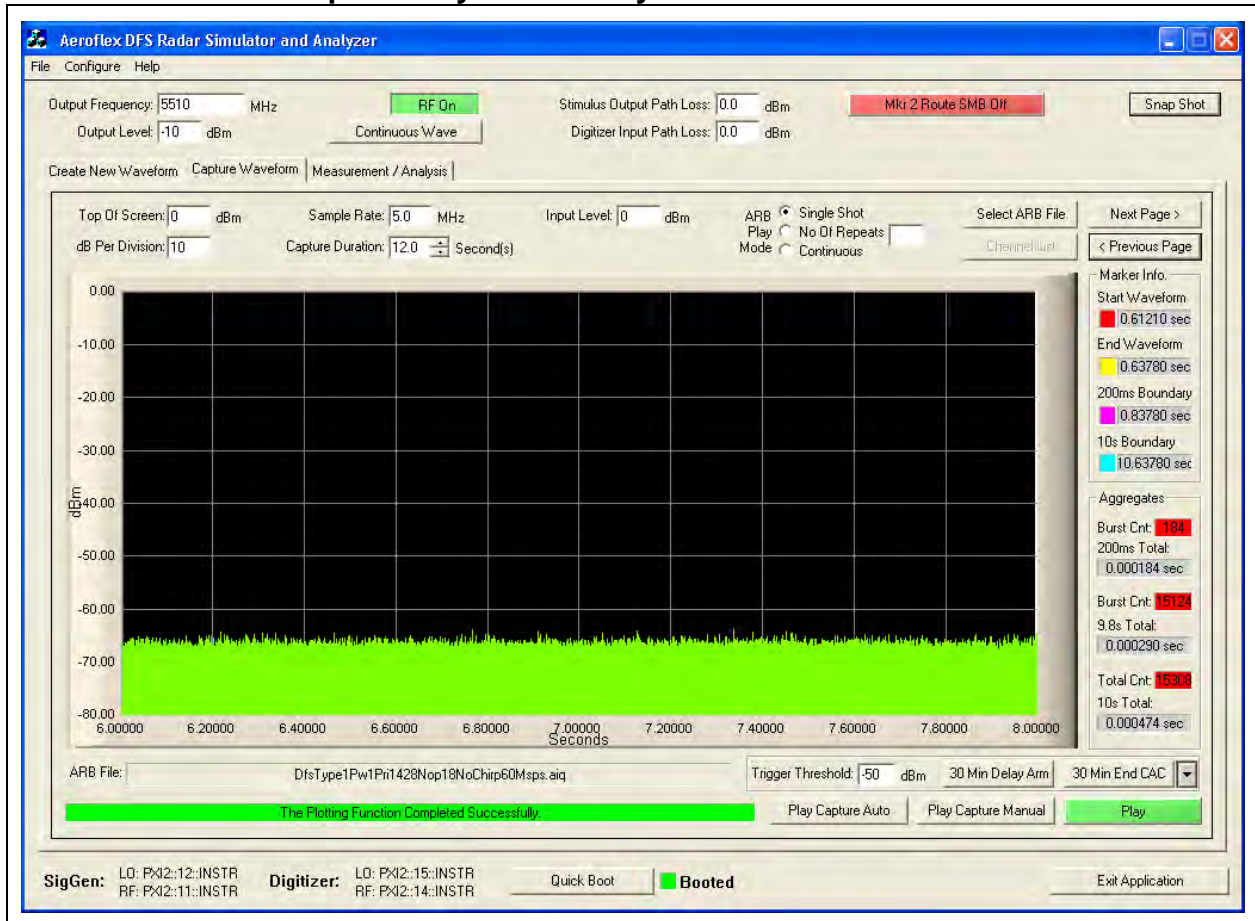 Aeroflex DFS Radar Simulator and Analyzer
File Configure Help
Output Frequency: 5510 MHz
RF On
Stimulus Output Path Loss: 0.0 dBm
Mkr 2 Route SMB Off
Snap Shot
Output Level: -10 dBm
Continuous Wave
Digitizer Input Path Loss: 0.0 dBm
Create New Waveform Capture Waveform Measurement / Analysis
Top Of Screen: 0 dBm
Sample Rate: 5.0 MHz
Input Level: 0 dBm
ARB Play Mode
Single Shot
No Of Repeats
Continuous
Select ARB File
Next Page >
dB Per Division: 10
Capture Duration: 12.0 Second(s)
Channel List
< Previous Page
0.00
-10.00
-20.00
-30.00
-40.00
-50.00
-60.00
-70.00
-80.00
dBm
6.00000 6.20000 6.40000 6.60000 6.80000 7.00000 7.20000 7.40000 7.60000 7.80000 8.00000
Seconds
Marker Info.
Start Waveform
0.61210 sec
End Waveform
0.63780 sec
200ms Boundary
0.83780 sec
10s Boundary
10.63780 sec
Aggregates
Burst Cnt: 184
200ms Total:
0.000184 sec
Burst Cnt: 15124
9.8s Total:
0.000290 sec
Total Cnt: 15308
10s Total:
0.000474 sec
ARB File: DfsType1Pw1Pri1428Nop18NoChirp60Msps.aiq
Trigger Threshold: -50 dBm
30 Min Delay Arm
30 Min End CAC
The Plotting Function Completed Successfully.
Play Capture Auto
Play Capture Manual
Play
SigGen: LO: PXI2::12::INSTR
RF: PXI2::11::INSTR
Digitizer: LO: PXI2::15::INSTR
RF: PXI2::14::INSTR
Quick Boot
Booted
Exit Application